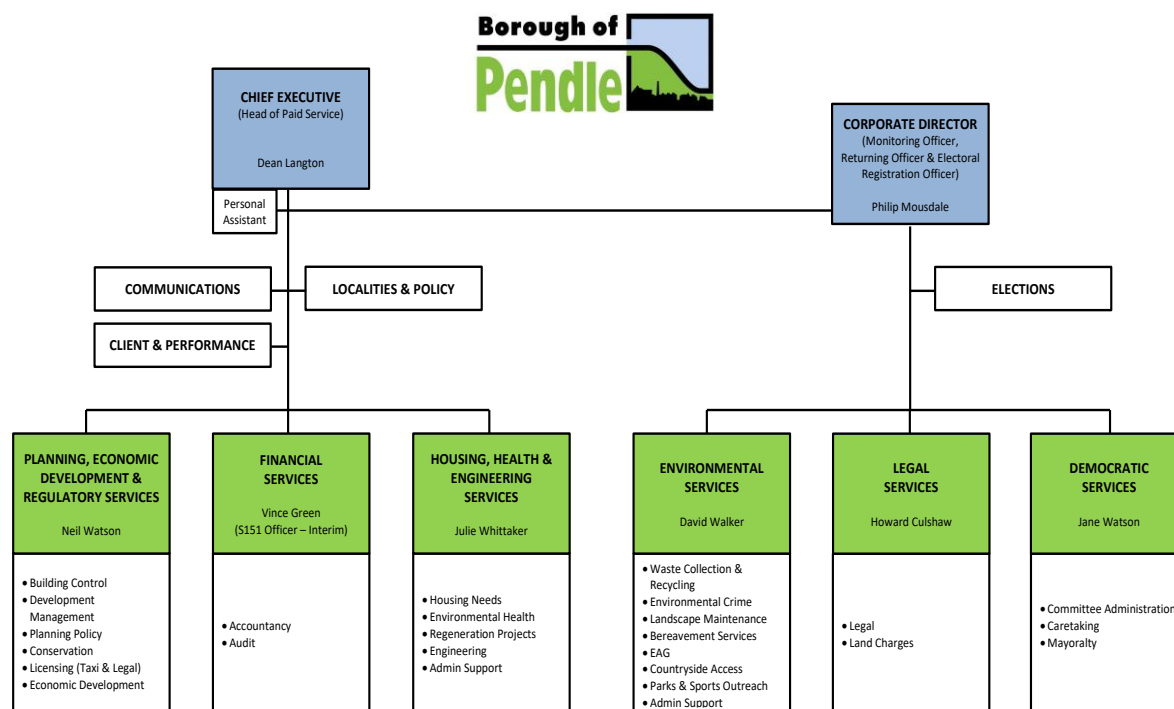 Borough of
Pendle
CHIEF EXECUTIVE
(Head of Paid Service)
Dean Langton
Personal
Assistant
CORPORATE DIRECTOR
(Monitoring Officer,
Returning Officer & Electoral
Registration Officer)
Philip Mousdale
COMMUNICATIONS
LOCALITIES & POLICY
ELECTIONS
CLIENT & PERFORMANCE
PLANNING, ECONOMIC
DEVELOPMENT &
REGULATORY SERVICES
Neil Watson
• Building Control
• Development
Management
• Planning Policy
• Conservation
• Licensing (Taxi & Legal)
• Economic Development
FINANCIAL
SERVICES
Vince Green
(S151 Officer – Interim)
• Accountancy
• Audit
HOUSING, HEALTH &
ENGINEERING
SERVICES
Julie Whittaker
• Housing Needs
• Environmental Health
• Regeneration Projects
• Engineering
• Admin Support
ENVIRONMENTAL
SERVICES
David Walker
• Waste Collection &
Recycling
• Environmental Crime
• Landscape Maintenance
• Bereavement Services
• EAG
• Countryside Access
• Parks & Sports Outreach
• Admin Support
LEGAL
SERVICES
Howard Culshaw
• Legal
• Land Charges
DEMOCRATIC
SERVICES
Jane Watson
• Committee Administration
• Caretaking
• Mayoralty